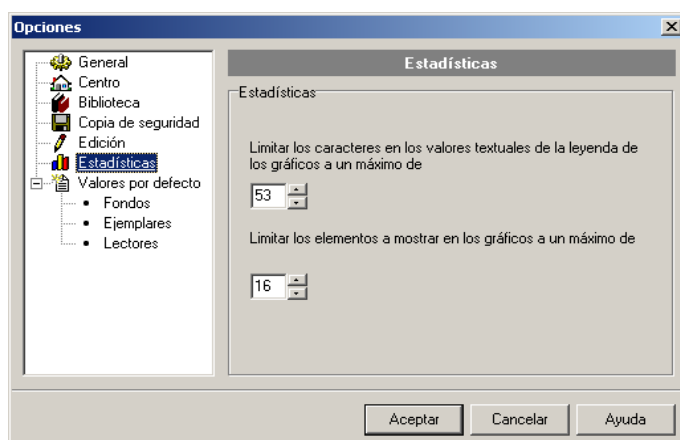 Opciones
General
Centro
Biblioteca
Copia de seguridad
Edición
Estadísticas
Valores por defecto
Fondos
Ejemplares
Lectores
Estadísticas
Estadísticas
Limitar los caracteres en los valores textuales de la leyenda de
los gráficos a un máximo de
53
Limitar los elementos a mostrar en los gráficos a un máximo de
16
Aceptar
Cancelar
Ayuda